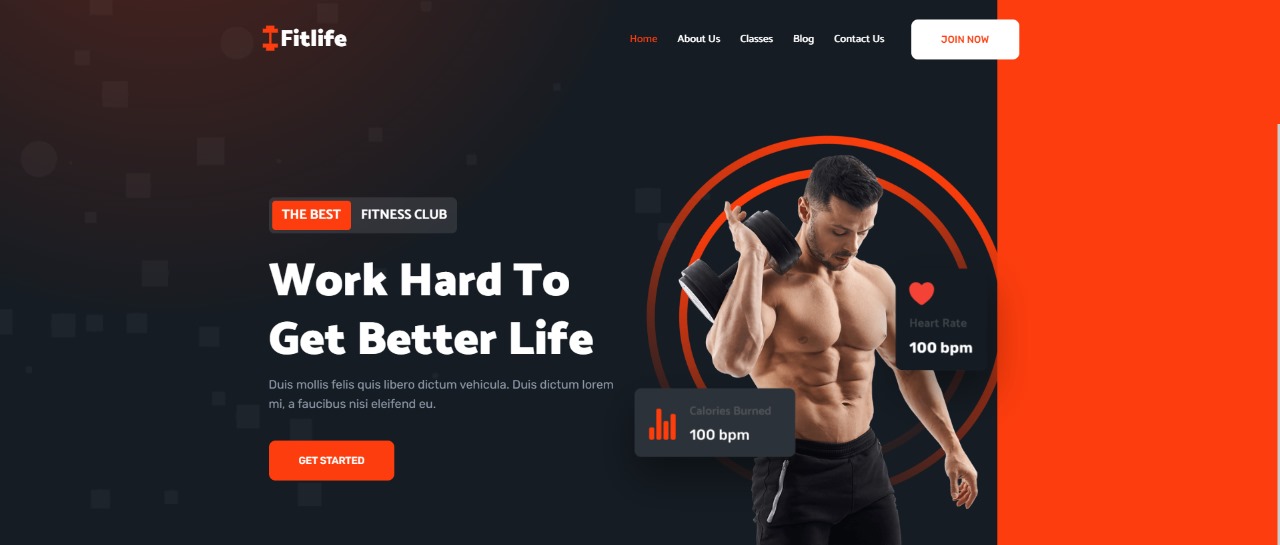 Fitlife
Home About Us Classes Blog Contact Us JOIN NOW
THE BEST FITNESS CLUB
Work Hard To
Get Better Life
Duis mollis felis quis libero dictum vehicula. Duis dictum lorem
mi, a faucibus nisi eleifend eu.
GET STARTED
Heart Rate
100 bpm
Calories Burned
100 bpm